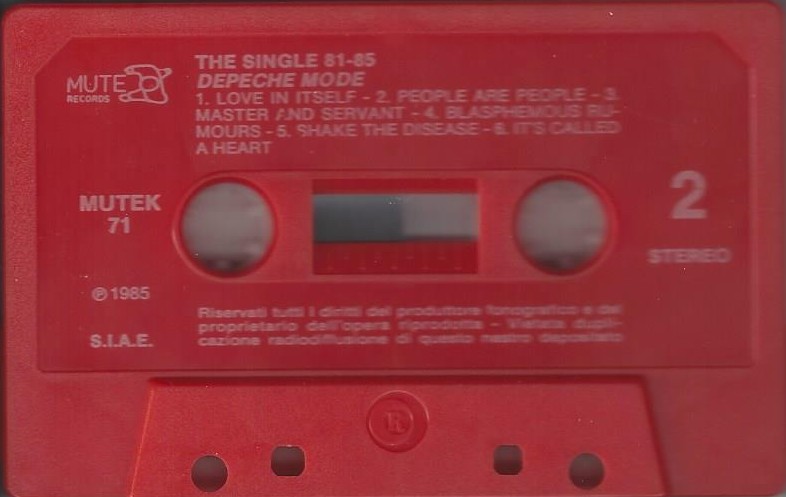 MUTE
RECORDS
THE SINGLE 81-85
DEPECHE MODE
1. LOVE IN ITSELF - 2. PEOPLE ARE PEOPLE - 3.
MASTER AND SERVANT - 4. BLASPHEMOUS RU-
MOURS - 5. SHAKE THE DISEASE - 6. IT'S CALLED
A HEART
MUTEK
71
2
STEREO
℗ 1985
S.I.A.E.
Riservati tutti i diritti del produttore fonografico e del
proprietario dell'opera riprodotta - Vietata dupli-
cazione radiodiffusione di questo nastro depositato
R